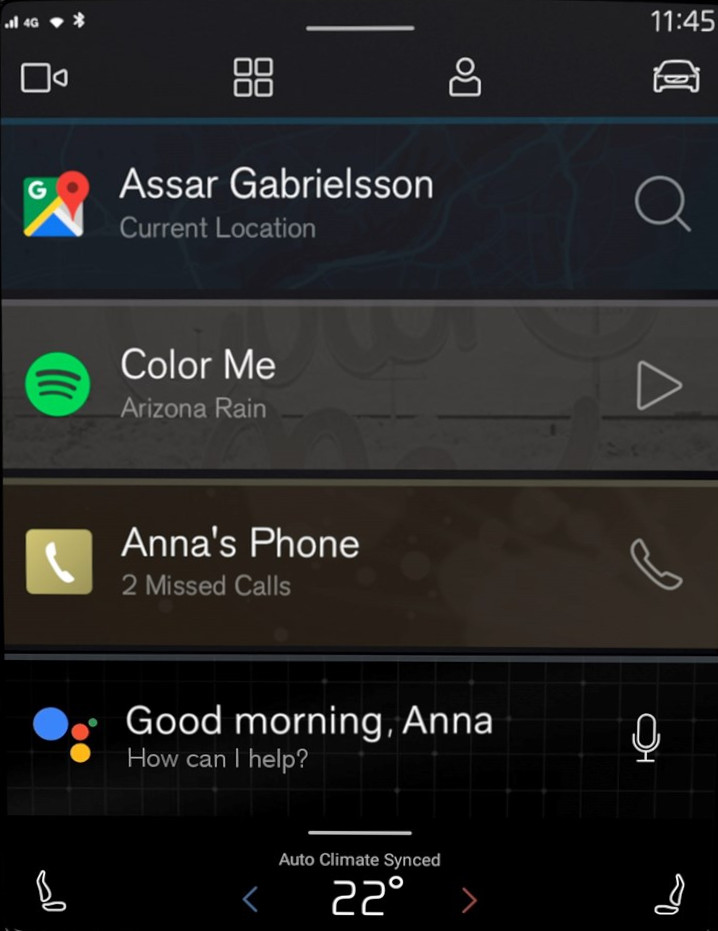 4G
11:45
G
Assar Gabrielsson
Current Location
Color Me
Arizona Rain
Anna's Phone
2 Missed Calls
Good morning, Anna
How can I help?
Auto Climate Synced
22°